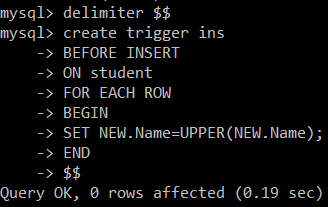 mysql> delimiter $$
mysql> create trigger ins
    -> BEFORE INSERT
    -> ON student
    -> FOR EACH ROW
    -> BEGIN
    -> SET NEW.Name=UPPER(NEW.Name);
    -> END
    -> $$
Query OK, 0 rows affected (0.19 sec)